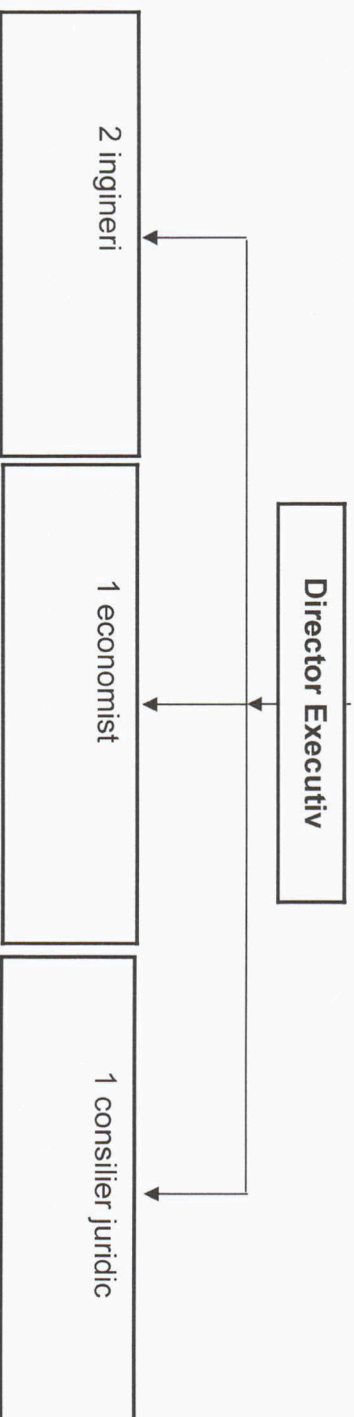 Director Executiv
2 ingineri
1 economist
1 consilier juridic